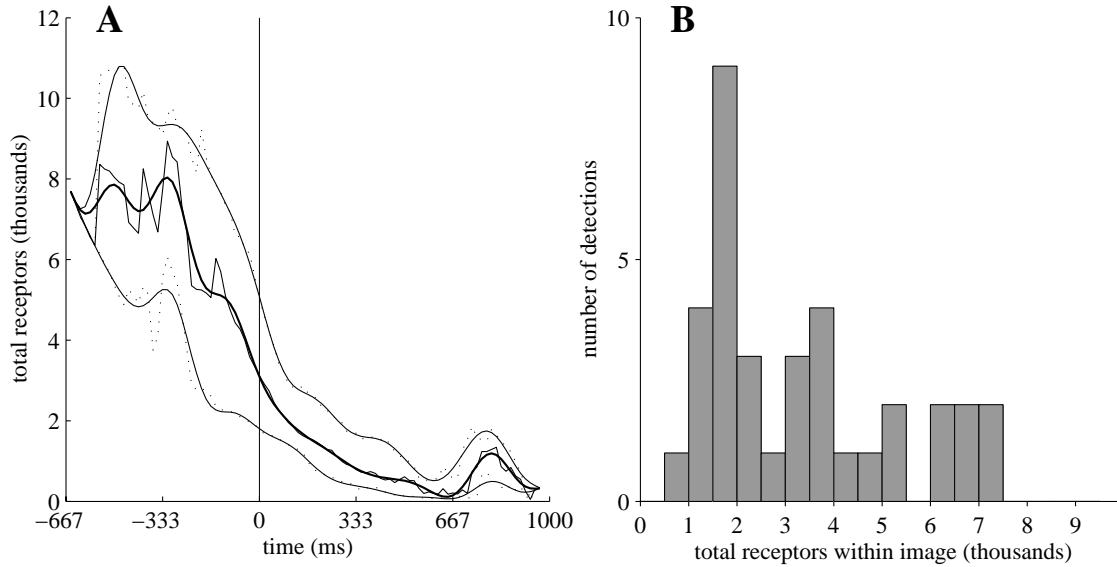 A
total receptors (thousands)
12
10
8
6
4
2
0
−667 −333 0 333 667 1000
time (ms)
B
number of detections
10
5
0
0 1 2 3 4 5 6 7 8 9
total receptors within image (thousands)